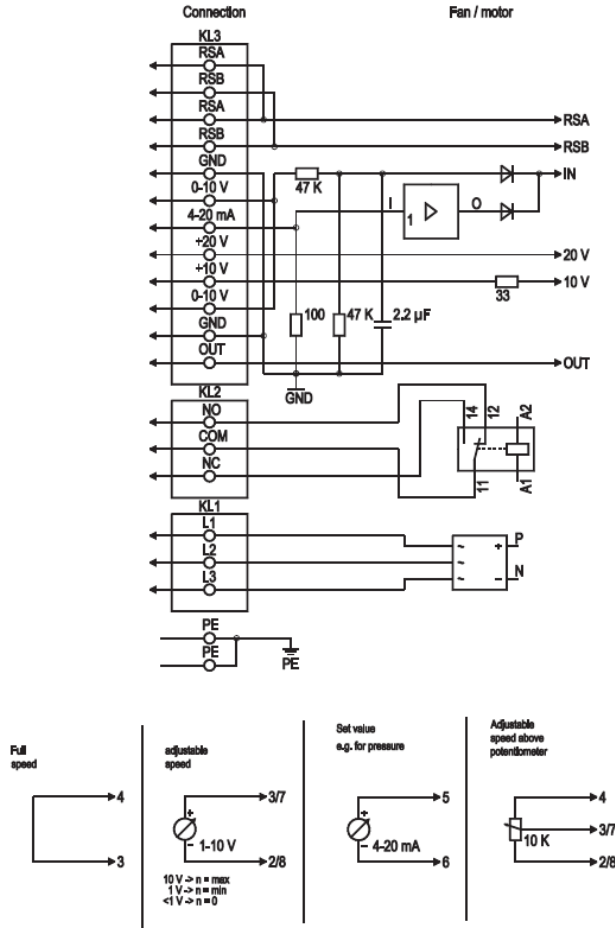 Connection
Fan / motor
KL3
RSA
RSB
RSA
RSA
RSB
RSB
GND
IN
0-10 V
47 K
4-20 mA
I
O
1
+20 V
20 V
+10 V
10 V
33
0-10 V
100
47 K
2.2 µF
GND
OUT
OUT
GND
KL2
NO
14
12
A2
COM
NC
11
A1
KL1
L1
P
~
+
L2
~
L3
~
–
N
PE
PE
PE
Full
speed
4
3
adjustable
speed
+
3/7
1-10 V
–
2/8
10 V -> n = max
1 V -> n = min
<1 V -> n = 0
Set value
e.g. for pressure
+
5
4-20 mA
–
6
Adjustable
speed above
potentiometer
4
3/7
10 K
2/8